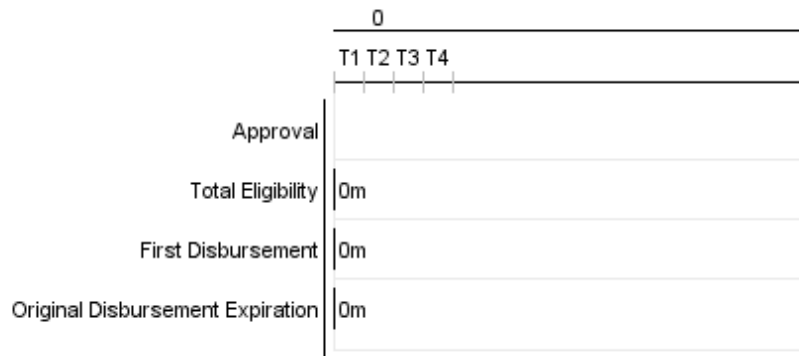 0
T1 T2 T3 T4
Approval
Total Eligibility 0m
First Disbursement 0m
Original Disbursement Expiration 0m